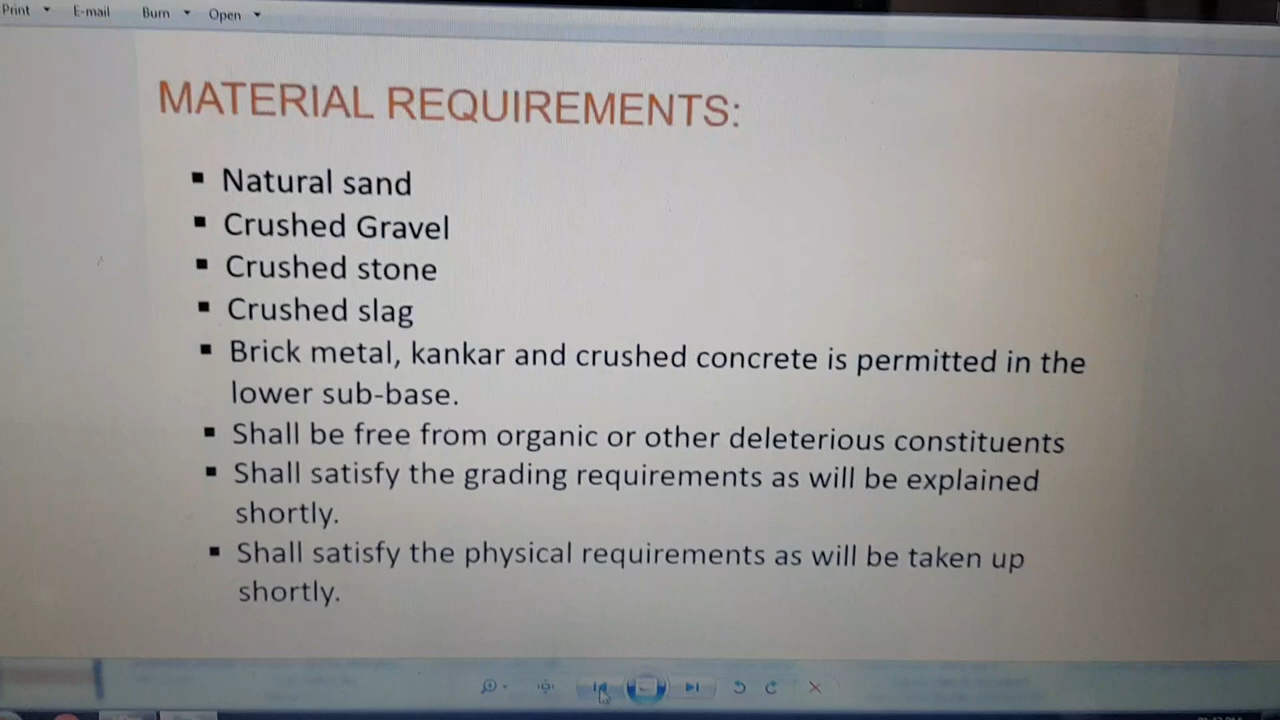 Print E-mail Burn Open
MATERIAL REQUIREMENTS:
▪ Natural sand
▪ Crushed Gravel
▪ Crushed stone
▪ Crushed slag
▪ Brick metal, kankar and crushed concrete is permitted in the
lower sub-base.
▪ Shall be free from organic or other deleterious constituents
▪ Shall satisfy the grading requirements as will be explained
shortly.
▪ Shall satisfy the physical requirements as will be taken up
shortly.